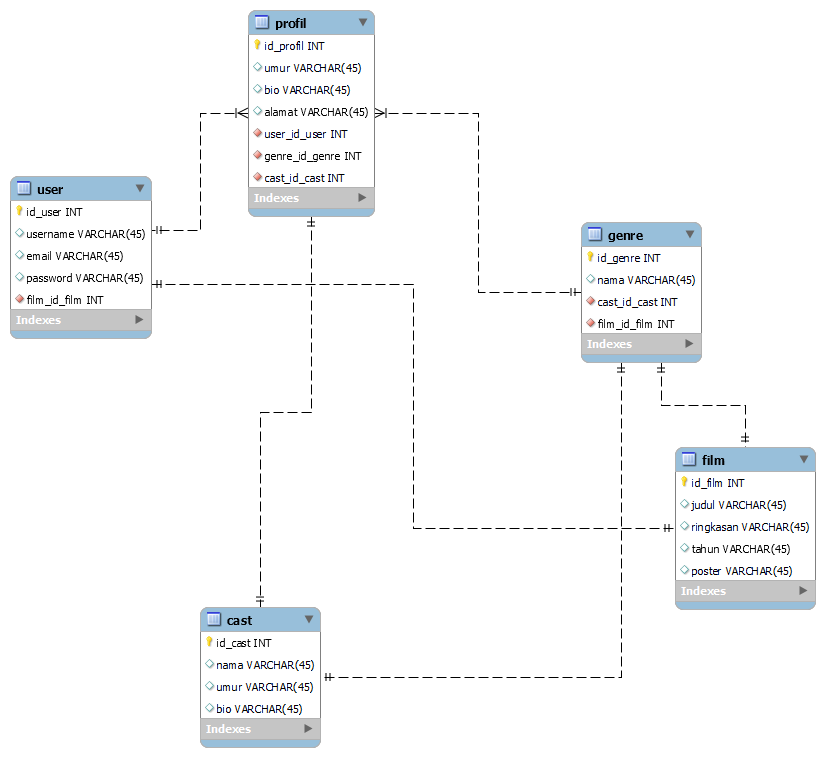 profil
id_profil INT
umur VARCHAR(45)
bio VARCHAR(45)
alamat VARCHAR(45)
user_id_user INT
genre_id_genre INT
cast_id_cast INT
Indexes
user
id_user INT
username VARCHAR(45)
email VARCHAR(45)
password VARCHAR(45)
film_id_film INT
Indexes
genre
id_genre INT
nama VARCHAR(45)
cast_id_cast INT
film_id_film INT
Indexes
film
id_film INT
judul VARCHAR(45)
ringkasan VARCHAR(45)
tahun VARCHAR(45)
poster VARCHAR(45)
Indexes
cast
id_cast INT
nama VARCHAR(45)
umur VARCHAR(45)
bio VARCHAR(45)
Indexes